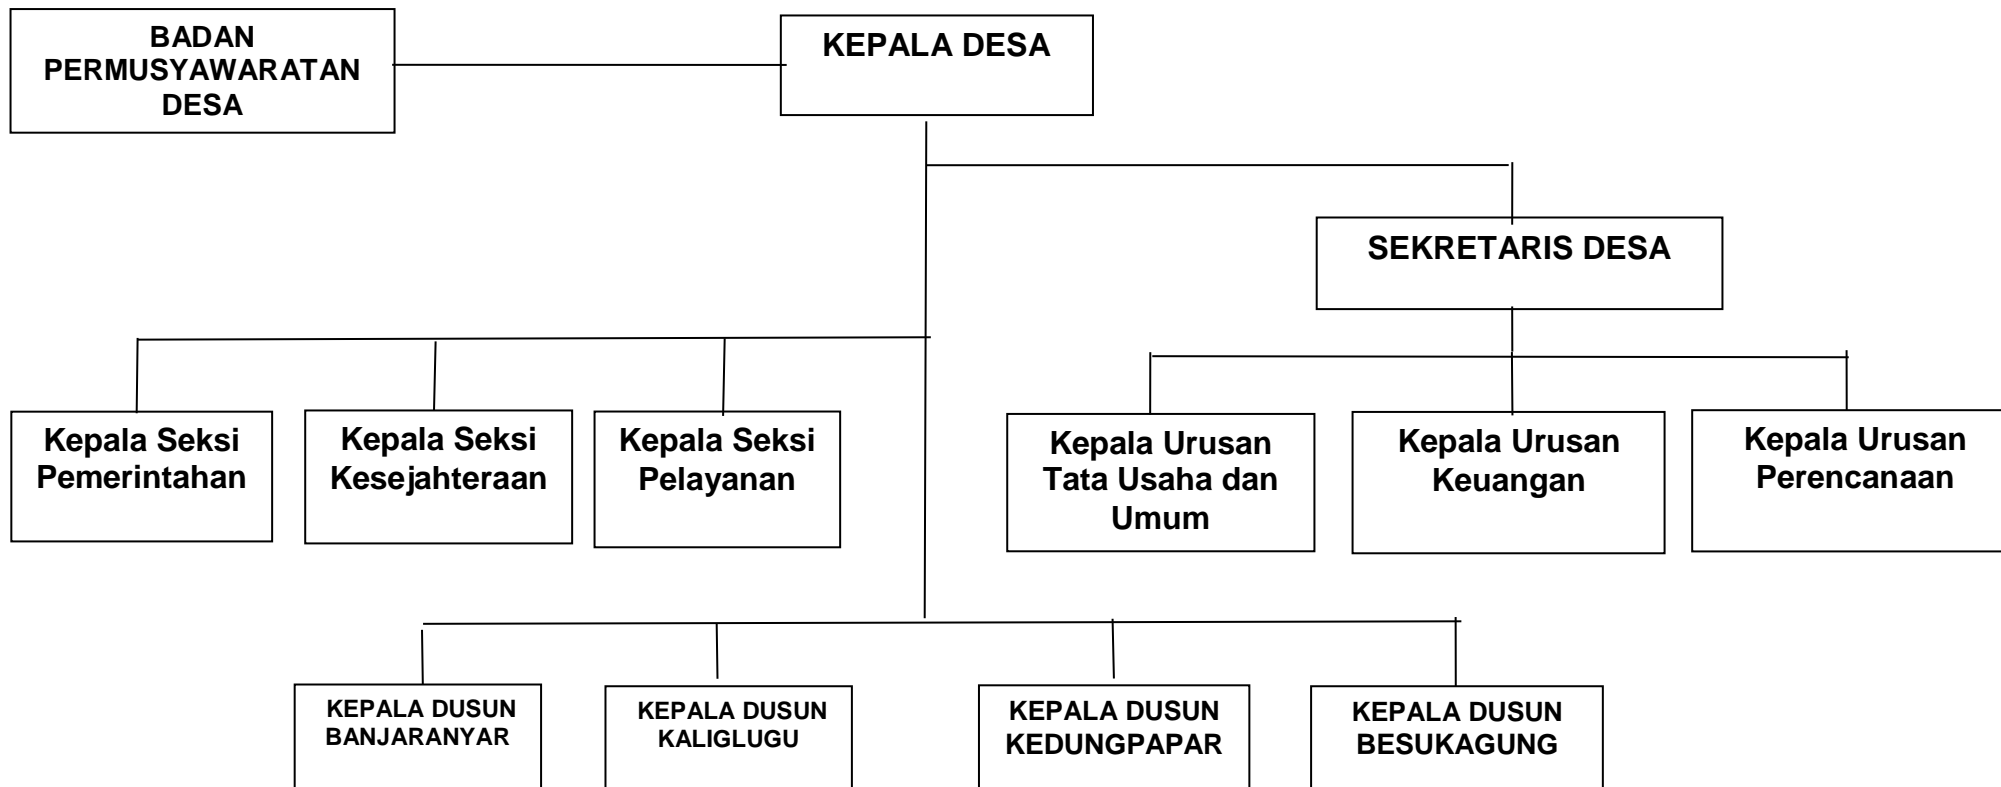 BADAN
PERMUSYAWARATAN
DESA
KEPALA DESA
SEKRETARIS DESA
Kepala Seksi
Pemerintahan
Kepala Seksi
Kesejahteraan
Kepala Seksi
Pelayanan
Kepala Urusan
Tata Usaha dan
Umum
Kepala Urusan
Keuangan
Kepala Urusan
Perencanaan
KEPALA DUSUN
BANJARANYAR
KEPALA DUSUN
KALIGLUGU
KEPALA DUSUN
KEDUNGPAPAR
KEPALA DUSUN
BESUKAGUNG